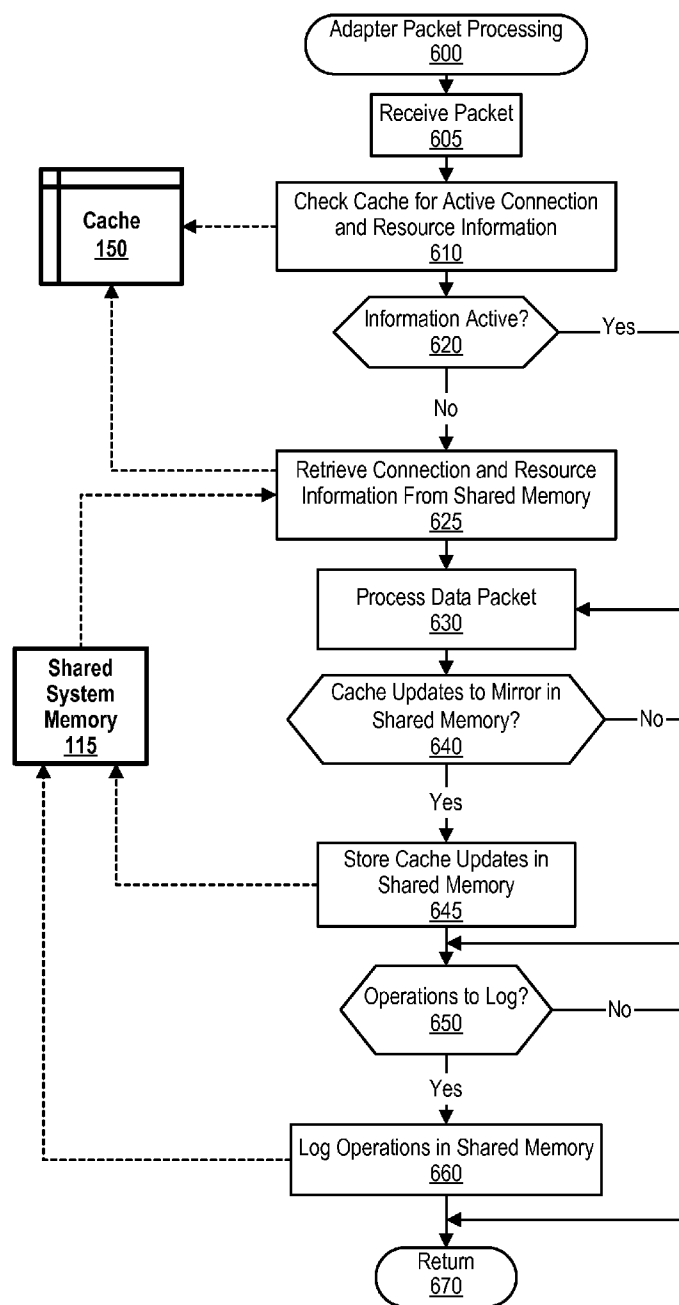 Adapter Packet Processing
600
Receive Packet
605
Check Cache for Active Connection
and Resource Information
610
Cache
150
Information Active?
620
Yes
No
Retrieve Connection and Resource
Information From Shared Memory
625
Process Data Packet
630
Shared
System
Memory
115
Cache Updates to Mirror in
Shared Memory?
640
No
Yes
Store Cache Updates in
Shared Memory
645
Operations to Log?
650
No
Yes
Log Operations in Shared Memory
660
Return
670